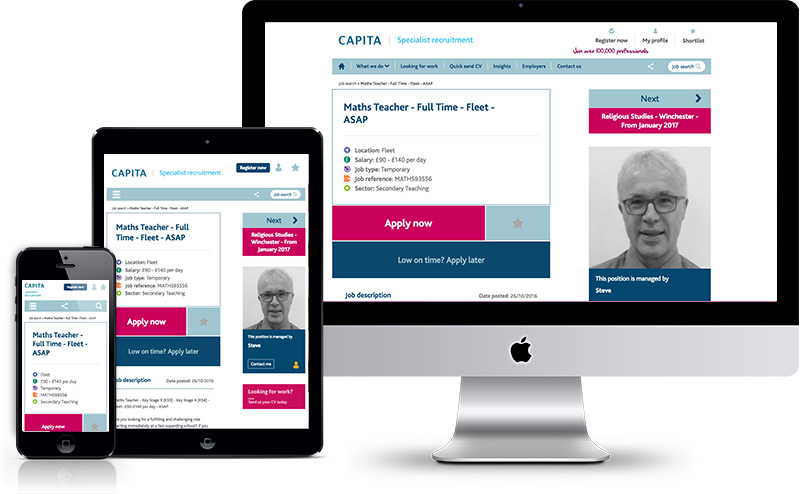 CAPITA | Specialist recruitment
Register now
My profile
Shortlist
Join over 100,000 professionals
What we do
Looking for work
Quick send CV
Insights
Employers
Contact us
Job search
Job search » Maths Teacher - Full Time - Fleet - ASAP
Maths Teacher - Full Time - Fleet -
ASAP
Location: Fleet
Salary: £90 - £140 per day
Job type: Temporary
Job reference: MATHS93556
Sector: Secondary Teaching
Apply now
Low on time? Apply later
Job description
Date posted: 26/10/2016
Next
Religious Studies -
Winchester -
From January 2017
This position is managed by
Steve
CAPITA | Specialist recruitment
Register now
Job search
Job search » Maths Teacher - Full Time - Fleet - ASAP
Maths Teacher - Full
Time - Fleet - ASAP
Location: Fleet
Salary: £90 - £140 per day
Job type: Temporary
Job reference: MATHS93556
Sector: Secondary Teaching
Apply now
Low on time? Apply later
Job description
Date posted: 26/10/2016
Maths Teacher - Key Stage 3 (KS3) - Key Stage 4 (KS4) -
£90-£140 per day - ASAP
Are you looking for a fulfilling and challenging role
starting immediately at a fast expanding school? If you
Next
Religious Studies -
Winchester - From
January 2017
This position is managed by
Steve
Contact me
Looking for work?
Send us your CV today
CAPITA
Register now
Job search » Maths Teacher - Full Time - Fleet - ASAP
Maths Teacher -
Full Time - Fleet -
ASAP
Fleet
£90 - £140 per day
Temporary
MATHS93556
Secondary Teaching
Apply now